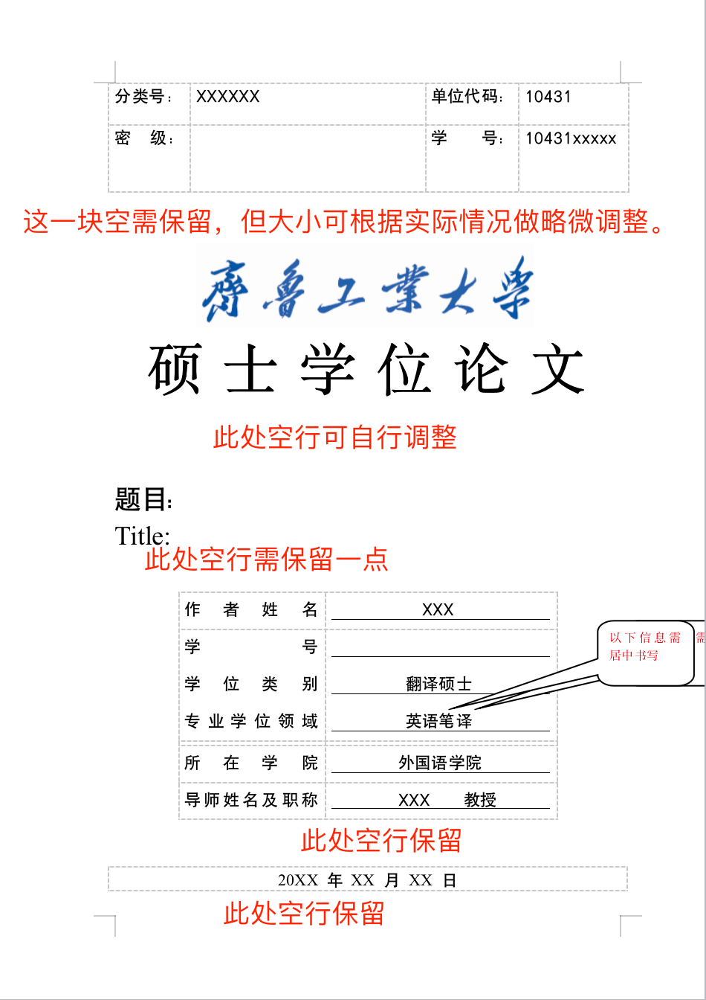 分类号： XXXXXX 单位代码： 10431
密 级： 学 号： 10431xxxxx
这一块空需保留，但大小可根据实际情况做略微调整。
齊魯工業大學
硕士学位论文
此处空行可自行调整
题目：
Title:
此处空行需保留一点
作者姓名 XXX
学号
学位类别 翻译硕士
专业学位领域 英语笔译
以下信息需 需
居中书写
所在学院 外国语学院
导师姓名及职称 XXX 教授
此处空行保留
20XX 年 XX 月 XX 日
此处空行保留